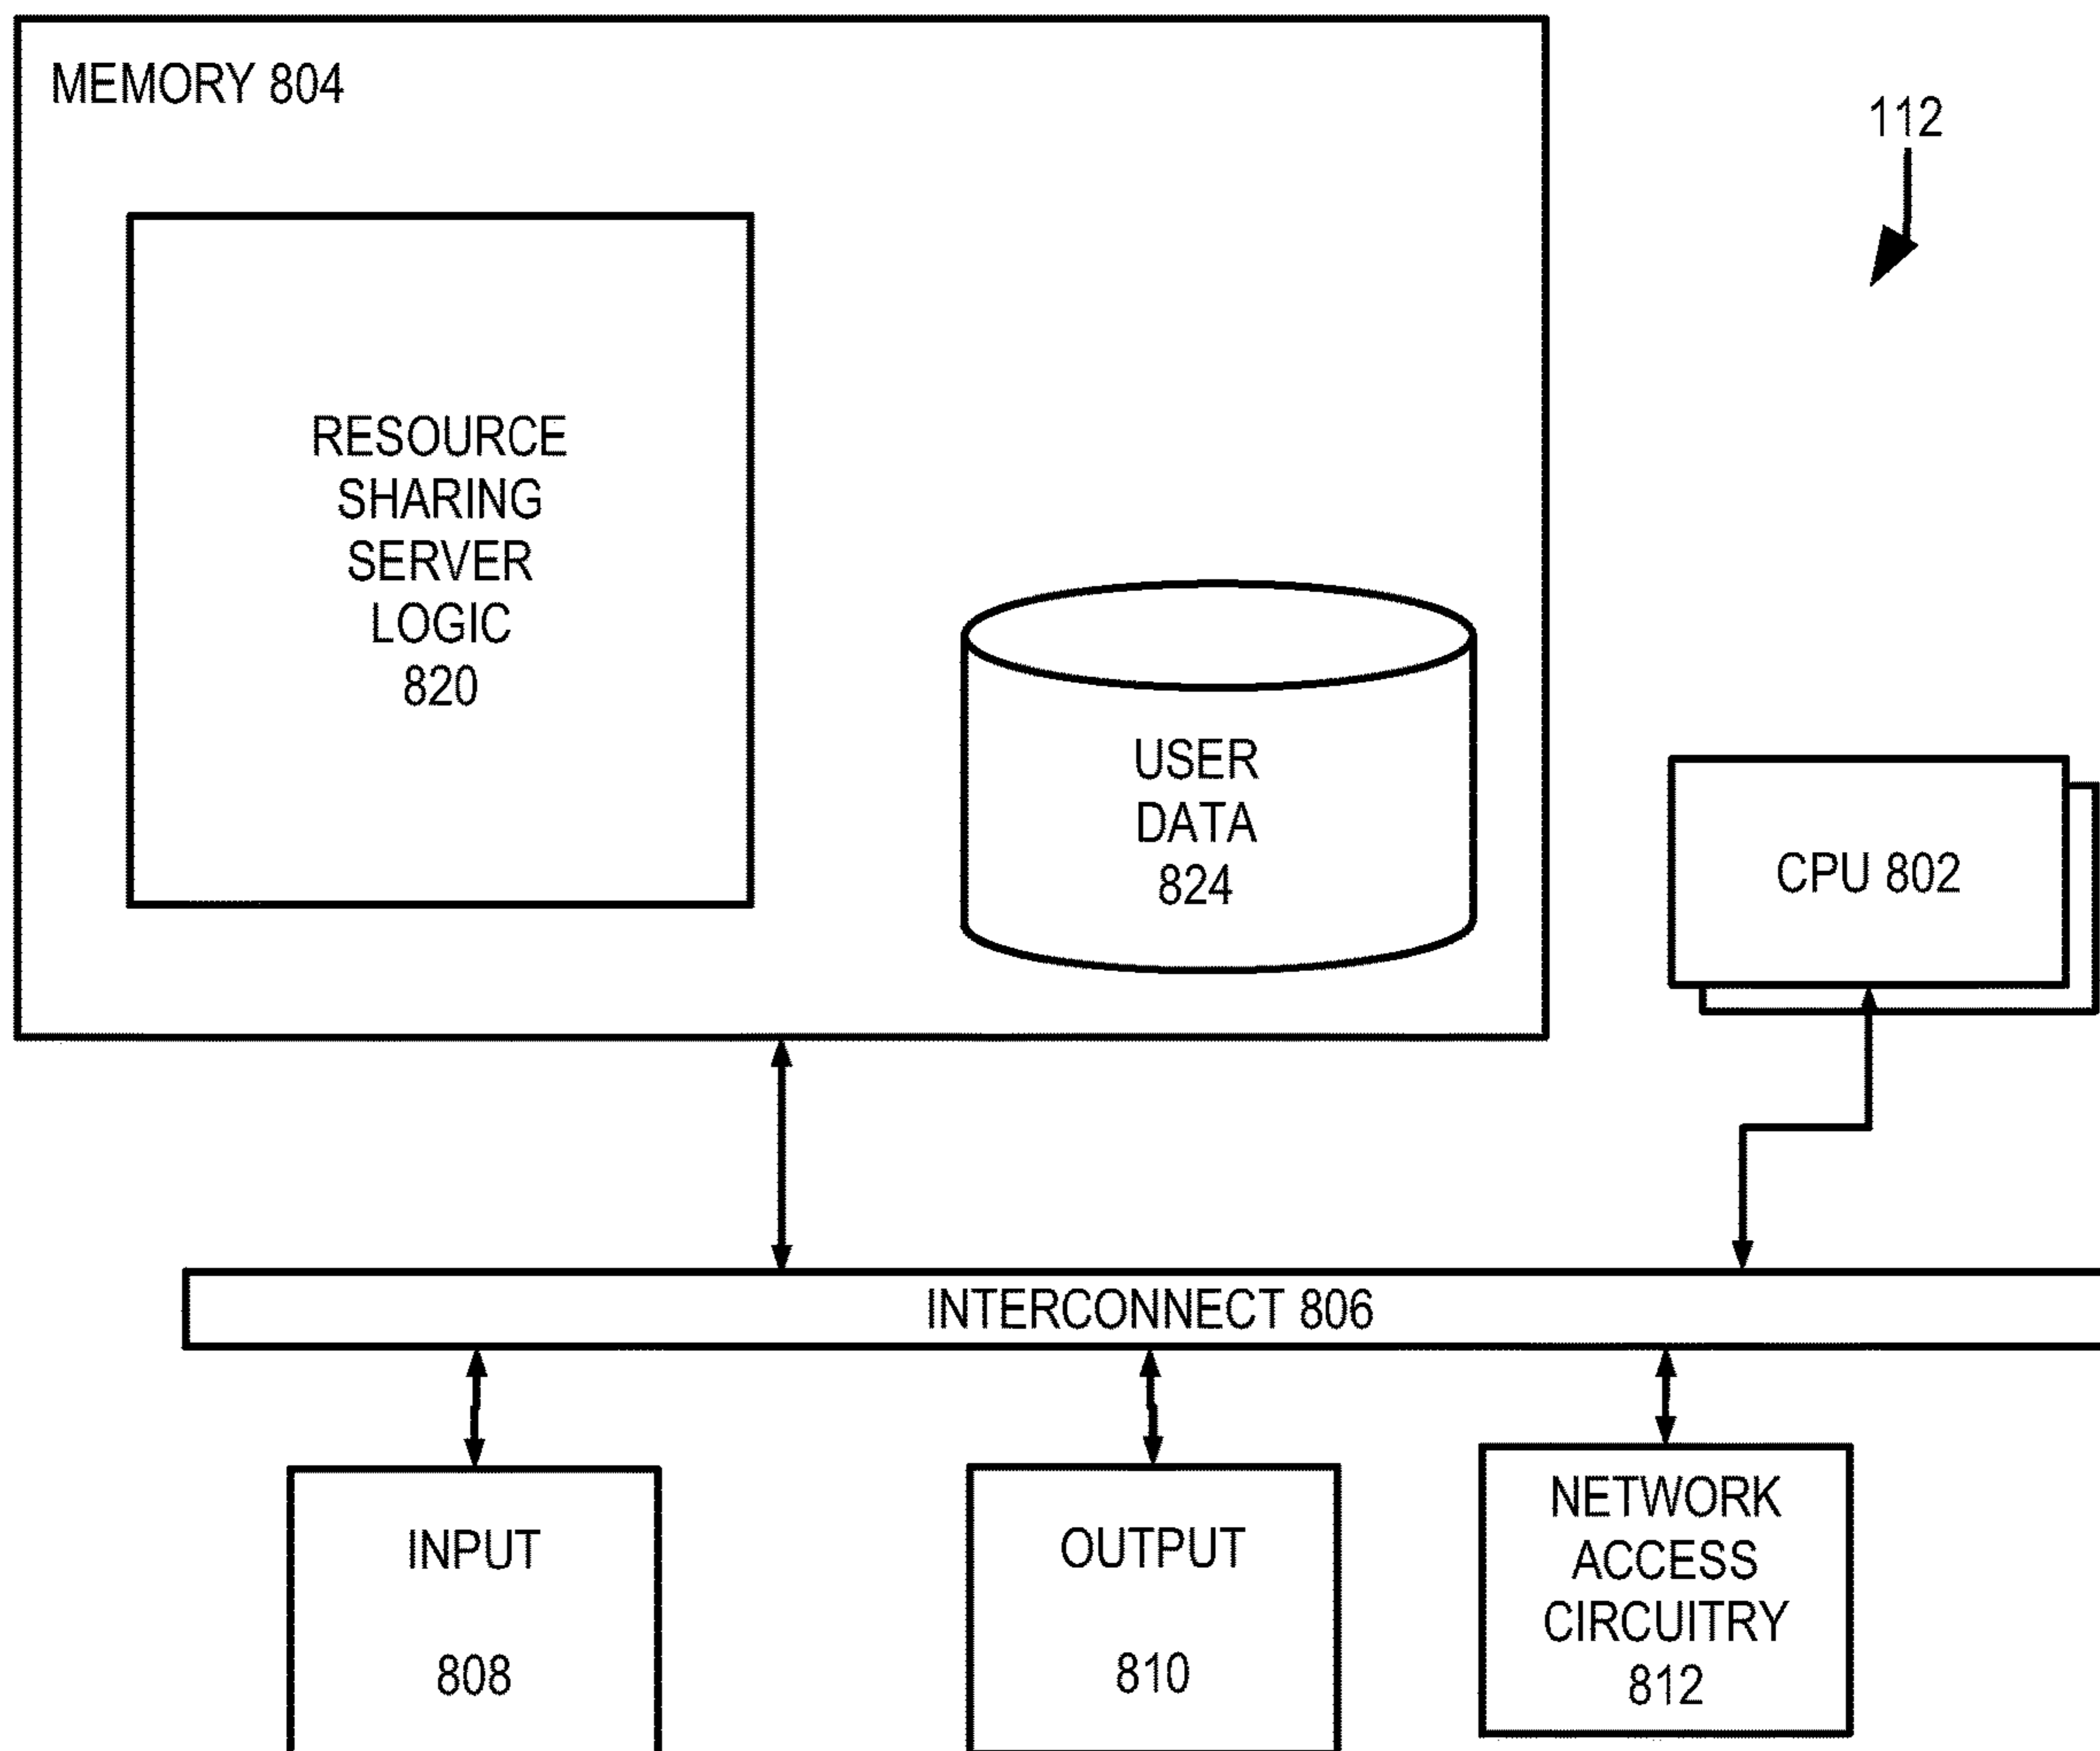 MEMORY 804
112
RESOURCE
SHARING
SERVER
LOGIC
820
USER
DATA
824
CPU 802
INTERCONNECT 806
INPUT
808
OUTPUT
810
NETWORK
ACCESS
CIRCUITRY
812